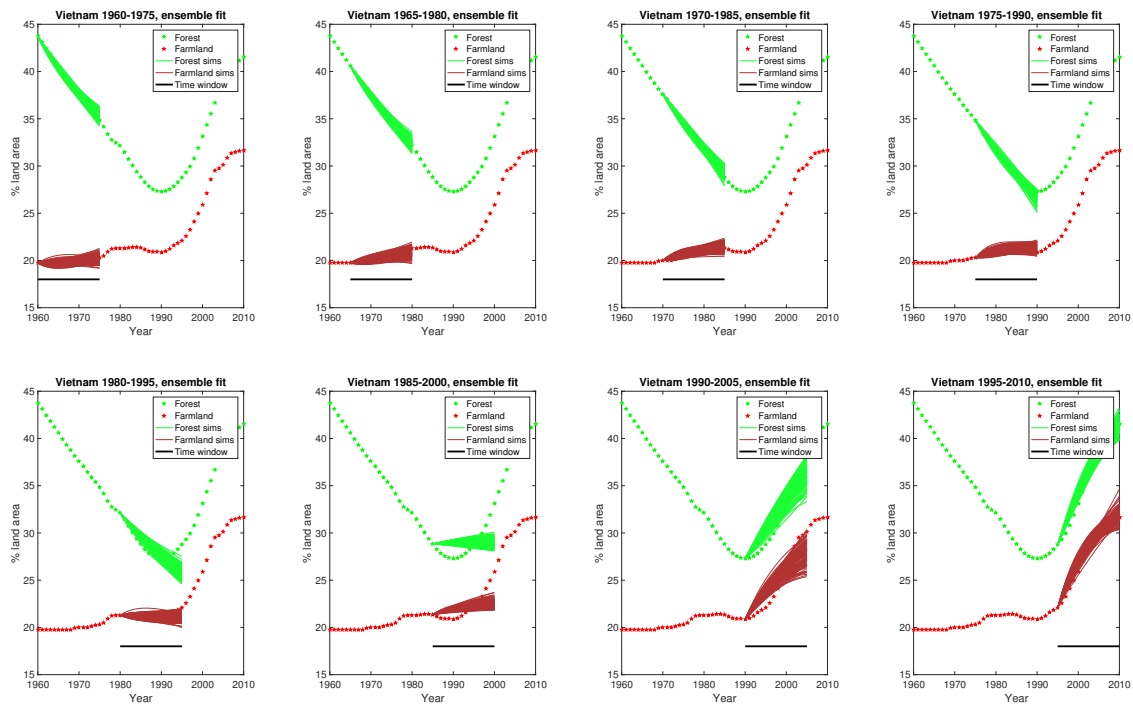 Vietnam 1960-1975, ensemble fit
45
40
35
30
25
20
15
% land area
1960 1970 1980 1990 2000 2010
Year
Forest
Farmland
Forest sims
Farmland sims
Time window
Vietnam 1965-1980, ensemble fit
45
40
35
30
25
20
15
% land area
1960 1970 1980 1990 2000 2010
Year
Forest
Farmland
Forest sims
Farmland sims
Time window
Vietnam 1970-1985, ensemble fit
45
40
35
30
25
20
15
% land area
1960 1970 1980 1990 2000 2010
Year
Forest
Farmland
Forest sims
Farmland sims
Time window
Vietnam 1975-1990, ensemble fit
45
40
35
30
25
20
15
% land area
1960 1970 1980 1990 2000 2010
Year
Forest
Farmland
Forest sims
Farmland sims
Time window
Vietnam 1980-1995, ensemble fit
45
40
35
30
25
20
15
% land area
1960 1970 1980 1990 2000 2010
Year
Forest
Farmland
Forest sims
Farmland sims
Time window
Vietnam 1985-2000, ensemble fit
45
40
35
30
25
20
15
% land area
1960 1970 1980 1990 2000 2010
Year
Forest
Farmland
Forest sims
Farmland sims
Time window
Vietnam 1990-2005, ensemble fit
45
40
35
30
25
20
15
% land area
1960 1970 1980 1990 2000 2010
Year
Forest
Farmland
Forest sims
Farmland sims
Time window
Vietnam 1995-2010, ensemble fit
45
40
35
30
25
20
15
% land area
1960 1970 1980 1990 2000 2010
Year
Forest
Farmland
Forest sims
Farmland sims
Time window